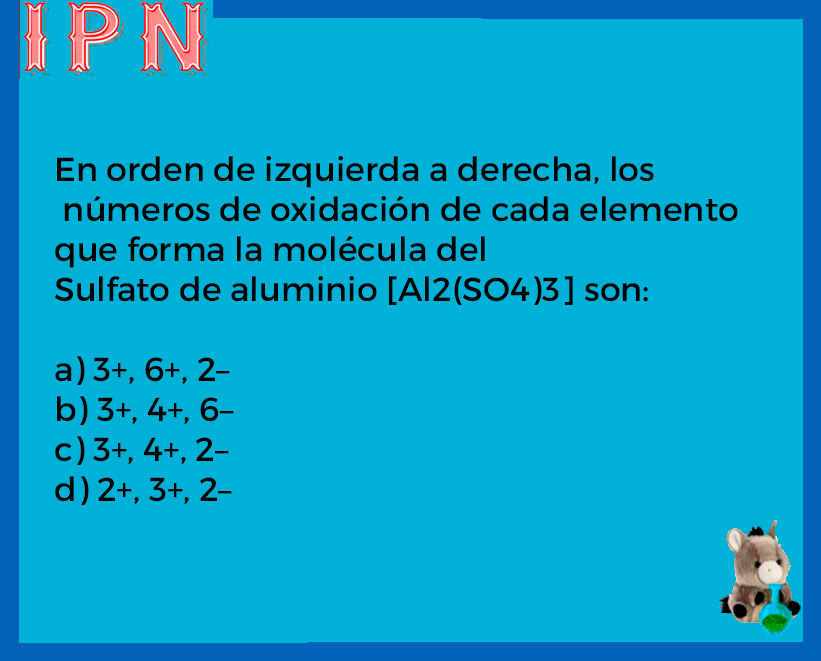 IPN
En orden de izquierda a derecha, los
números de oxidación de cada elemento
que forma la molécula del
Sulfato de aluminio [Al2(SO4)3] son:
a) 3+, 6+, 2–
b) 3+, 4+, 6–
c) 3+, 4+, 2–
d) 2+, 3+, 2–